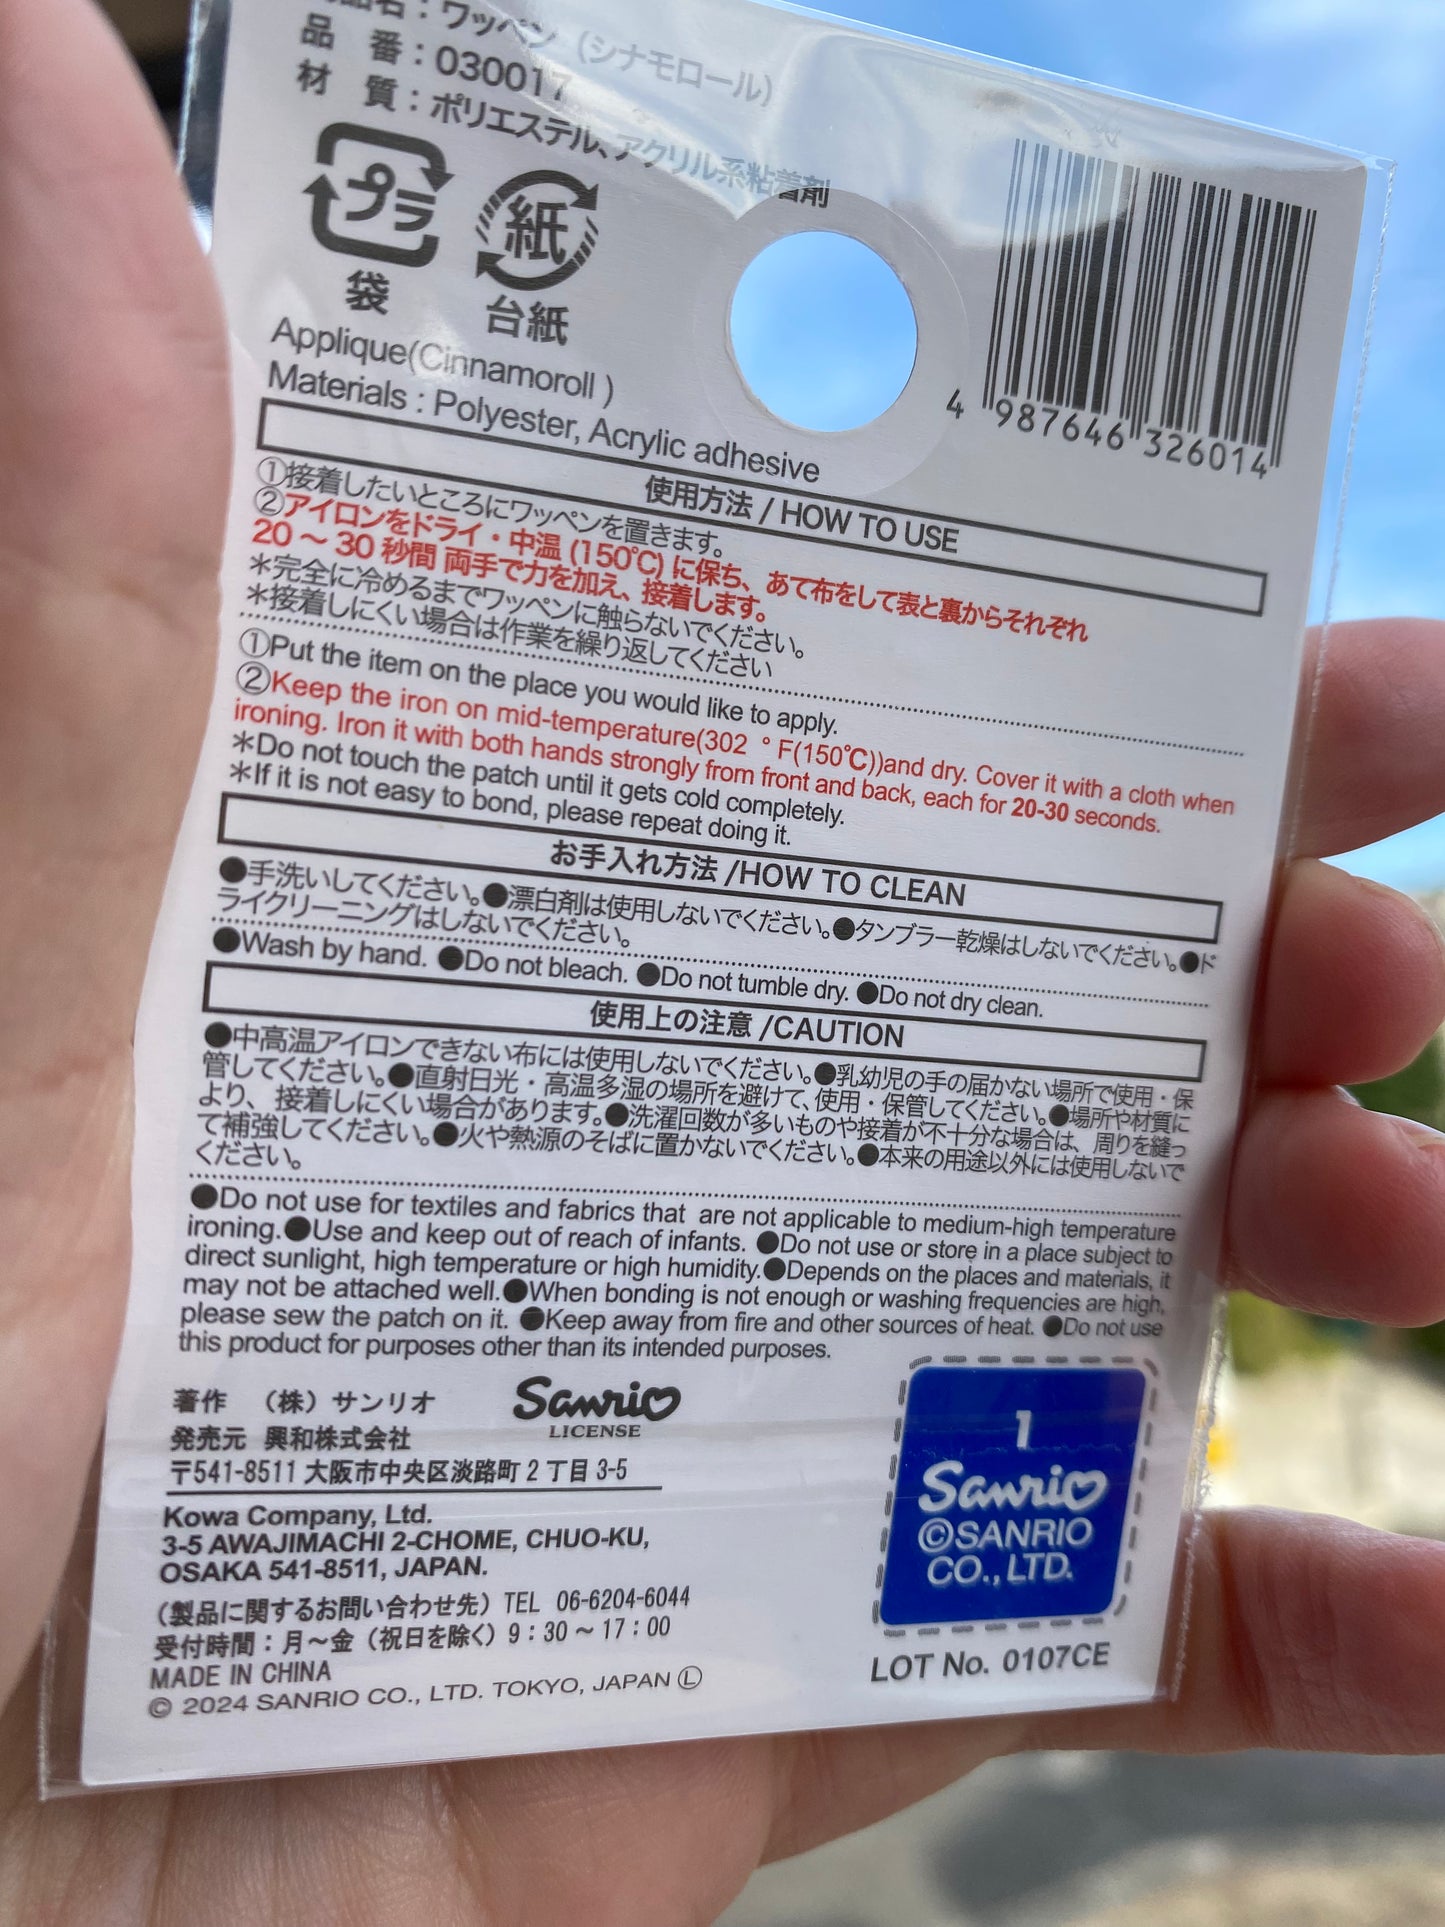 品名：ワッペン（シナモロール）
品　番：030017
材　質：ポリエステル、アクリル系粘着剤
プラ
紙
袋
台紙
4 987646 326014
Applique(Cinnamoroll )
Materials : Polyester, Acrylic adhesive
使用方法 / HOW TO USE
①接着したいところにワッペンを置きます。
②アイロンをドライ・中温 (150℃) に保ち、あて布をして表と裏からそれぞれ
20 〜 30 秒間 両手で力を加え、接着します。
＊完全に冷めるまでワッペンに触らないでください。
＊接着しにくい場合は作業を繰り返してください
①Put the item on the place you would like to apply.
②Keep the iron on mid-temperature(302 ° F(150℃))and dry. Cover it with a cloth when
ironing. Iron it with both hands strongly from front and back, each for 20-30 seconds.
＊Do not touch the patch until it gets cold completely.
＊If it is not easy to bond, please repeat doing it.
お手入れ方法 /HOW TO CLEAN
●手洗いしてください。●漂白剤は使用しないでください。●タンブラー乾燥はしないでください。●ド
ライクリーニングはしないでください。
●Wash by hand. ●Do not bleach. ●Do not tumble dry. ●Do not dry clean.
使用上の注意 /CAUTION
●中高温アイロンできない布には使用しないでください。●乳幼児の手の届かない場所で使用・保
管してください。●直射日光・高温多湿の場所を避けて、使用・保管してください。●場所や材質に
より、接着しにくい場合があります。●洗濯回数が多いものや接着が不十分な場合は、周りを縫っ
て補強してください。●火や熱源のそばに置かないでください。●本来の用途以外には使用しないで
ください。
●Do not use for textiles and fabrics that are not applicable to medium-high temperature
ironing.●Use and keep out of reach of infants. ●Do not use or store in a place subject to
direct sunlight, high temperature or high humidity.●Depends on the places and materials, it
may not be attached well.●When bonding is not enough or washing frequencies are high,
please sew the patch on it. ●Keep away from fire and other sources of heat. ●Do not use
this product for purposes other than its intended purposes.
著作　（株）サンリオ
発売元　興和株式会社
〒541-8511 大阪市中央区淡路町 2 丁目 3-5
Sanrio
LICENSE
Kowa Company, Ltd.
3-5 AWAJIMACHI 2-CHOME, CHUO-KU,
OSAKA 541-8511, JAPAN.
（製品に関するお問い合わせ先）TEL 06-6204-6044
受付時間：月〜金（祝日を除く）9：30 〜 17：00
MADE IN CHINA
© 2024 SANRIO CO., LTD. TOKYO, JAPAN Ⓛ
1
Sanrio
©SANRIO
CO., LTD.
LOT No. 0107CE